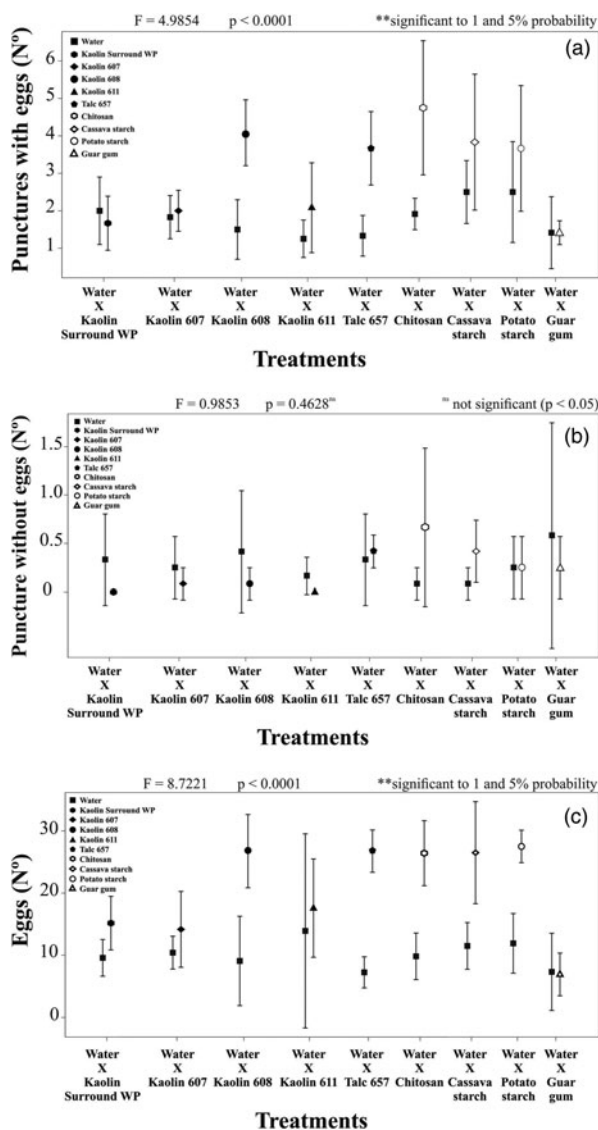 F = 4.9854 p < 0.0001 **significant to 1 and 5% probability
(a)
Water
Kaolin Surround WP
Kaolin 607
Kaolin 608
Kaolin 611
Talc 657
Chitosan
Cassava starch
Potato starch
Guar gum
Punctures with eggs (Nº)
6
5
4
3
2
1
Water Water Water Water Water Water Water Water Water
X X X X X X X X X
Kaolin Kaolin 607 Kaolin 608 Kaolin 611 Talc 657 Chitosan Cassava Potato Guar
Surround WP starch starch gum
Treatments
F = 0.9853 p = 0.4628ns ns not significant (p < 0.05)
(b)
Water
Kaolin Surround WP
Kaolin 607
Kaolin 608
Kaolin 611
Talc 657
Chitosan
Cassava starch
Potato starch
Guar gum
Puncture without eggs (Nº)
1.5
1.0
0.5
0
Water Water Water Water Water Water Water Water Water
X X X X X X X X X
Kaolin Kaolin 607 Kaolin 608 Kaolin 611 Talc 657 Chitosan Cassava Potato Guar
Surround WP starch starch gum
Treatments
F = 8.7221 p < 0.0001 **significant to 1 and 5% probability
(c)
Water
Kaolin Surround WP
Kaolin 607
Kaolin 608
Kaolin 611
Talc 657
Chitosan
Cassava starch
Potato starch
Guar gum
Eggs (Nº)
30
20
10
0
Water Water Water Water Water Water Water Water Water
X X X X X X X X X
Kaolin Kaolin 607 Kaolin 608 Kaolin 611 Talc 657 Chitosan Cassava Potato Guar
Surround WP starch starch gum
Treatments